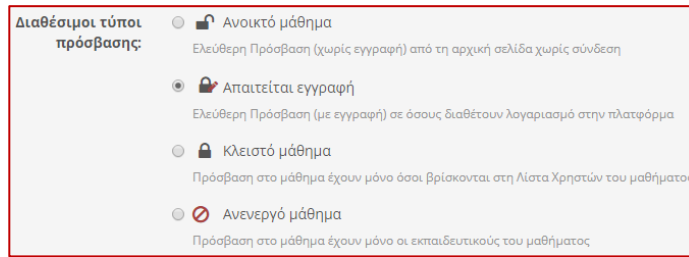 Διαθέσιμοι τύποι πρόσβασης:
Ανοικτό μάθημα
Ελεύθερη Πρόσβαση (χωρίς εγγραφή) από τη αρχική σελίδα χωρίς σύνδεση
Απαιτείται εγγραφή
Ελεύθερη Πρόσβαση (με εγγραφή) σε όσους διαθέτουν λογαριασμό στην πλατφόρμα
Κλειστό μάθημα
Πρόσβαση στο μάθημα έχουν μόνο όσοι βρίσκονται στη Λίστα Χρηστών του μαθήματος
Ανενεργό μάθημα
Πρόσβαση στο μάθημα έχουν μόνο οι εκπαιδευτικούς του μαθήματος